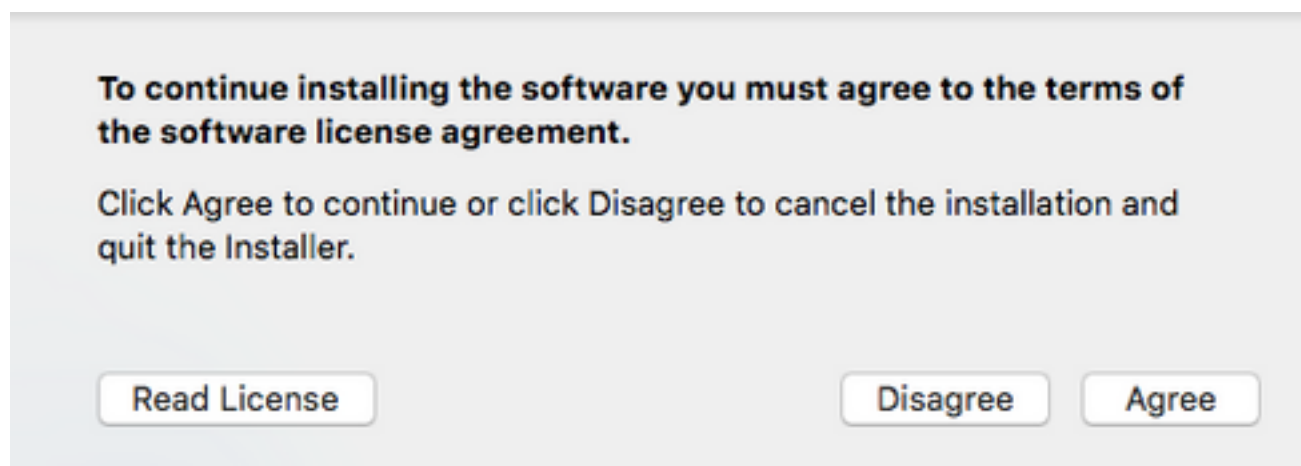 To continue installing the software you must agree to the terms of
the software license agreement.
Click Agree to continue or click Disagree to cancel the installation and
quit the Installer.
Read License
Disagree
Agree